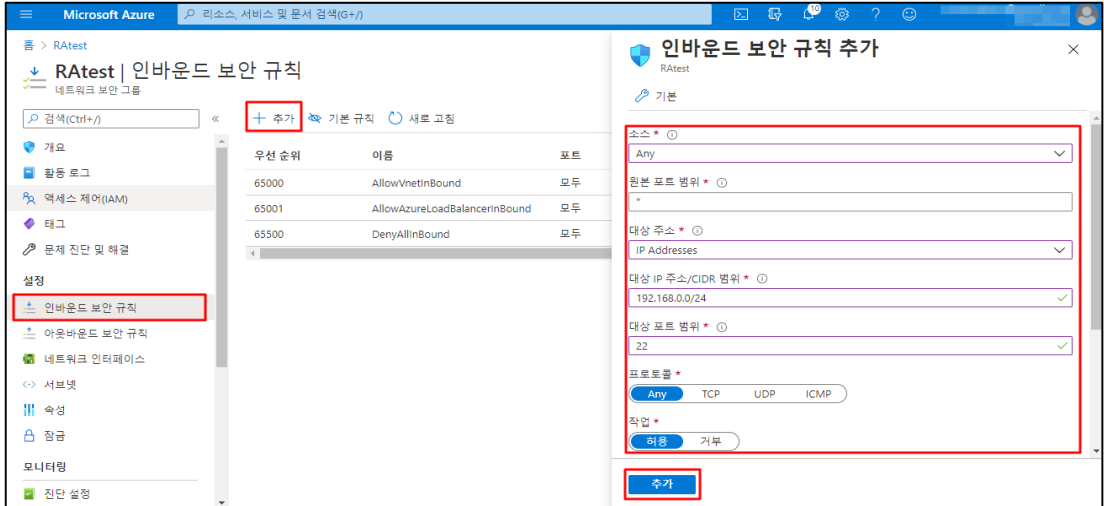 Microsoft Azure
리소스, 서비스 및 문서 검색(G+/)
10
홈 > RAtest
RAtest | 인바운드 보안 규칙
네트워크 보안 그룹
검색(Ctrl+/)
«
개요
활동 로그
액세스 제어(IAM)
태그
문제 진단 및 해결
설정
인바운드 보안 규칙
아웃바운드 보안 규칙
네트워크 인터페이스
서브넷
속성
잠금
모니터링
진단 설정
추가 기본 규칙 새로 고침
우선 순위 이름 포트
65000 AllowVnetInBound 모두
65001 AllowAzureLoadBalancerInBound 모두
65500 DenyAllInBound 모두
인바운드 보안 규칙 추가
RAtest
기본
소스 *
Any
원본 포트 범위 *
*
대상 주소 *
IP Addresses
대상 IP 주소/CIDR 범위 *
192.168.0.0/24
대상 포트 범위 *
22
프로토콜 *
Any TCP UDP ICMP
작업 *
허용 거부
추가